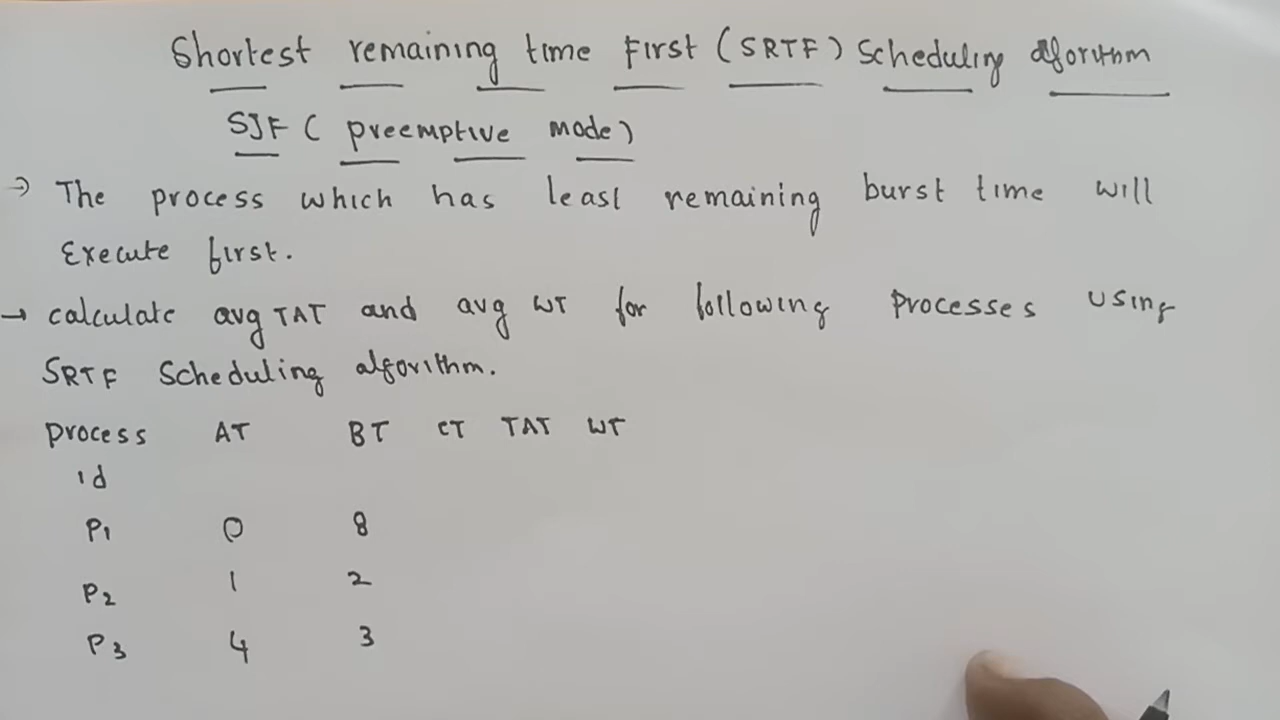 Shortest remaining time First (SRTF) Scheduling algorithm
SJF ( preemptive mode)
→ The process which has least remaining burst time will
Execute first.
→ calculate avg TAT and avg WT for following processes using
SRTF Scheduling algorithm.
process AT BT CT TAT WT
id
P1 0 8
P2 1 2
P3 4 3